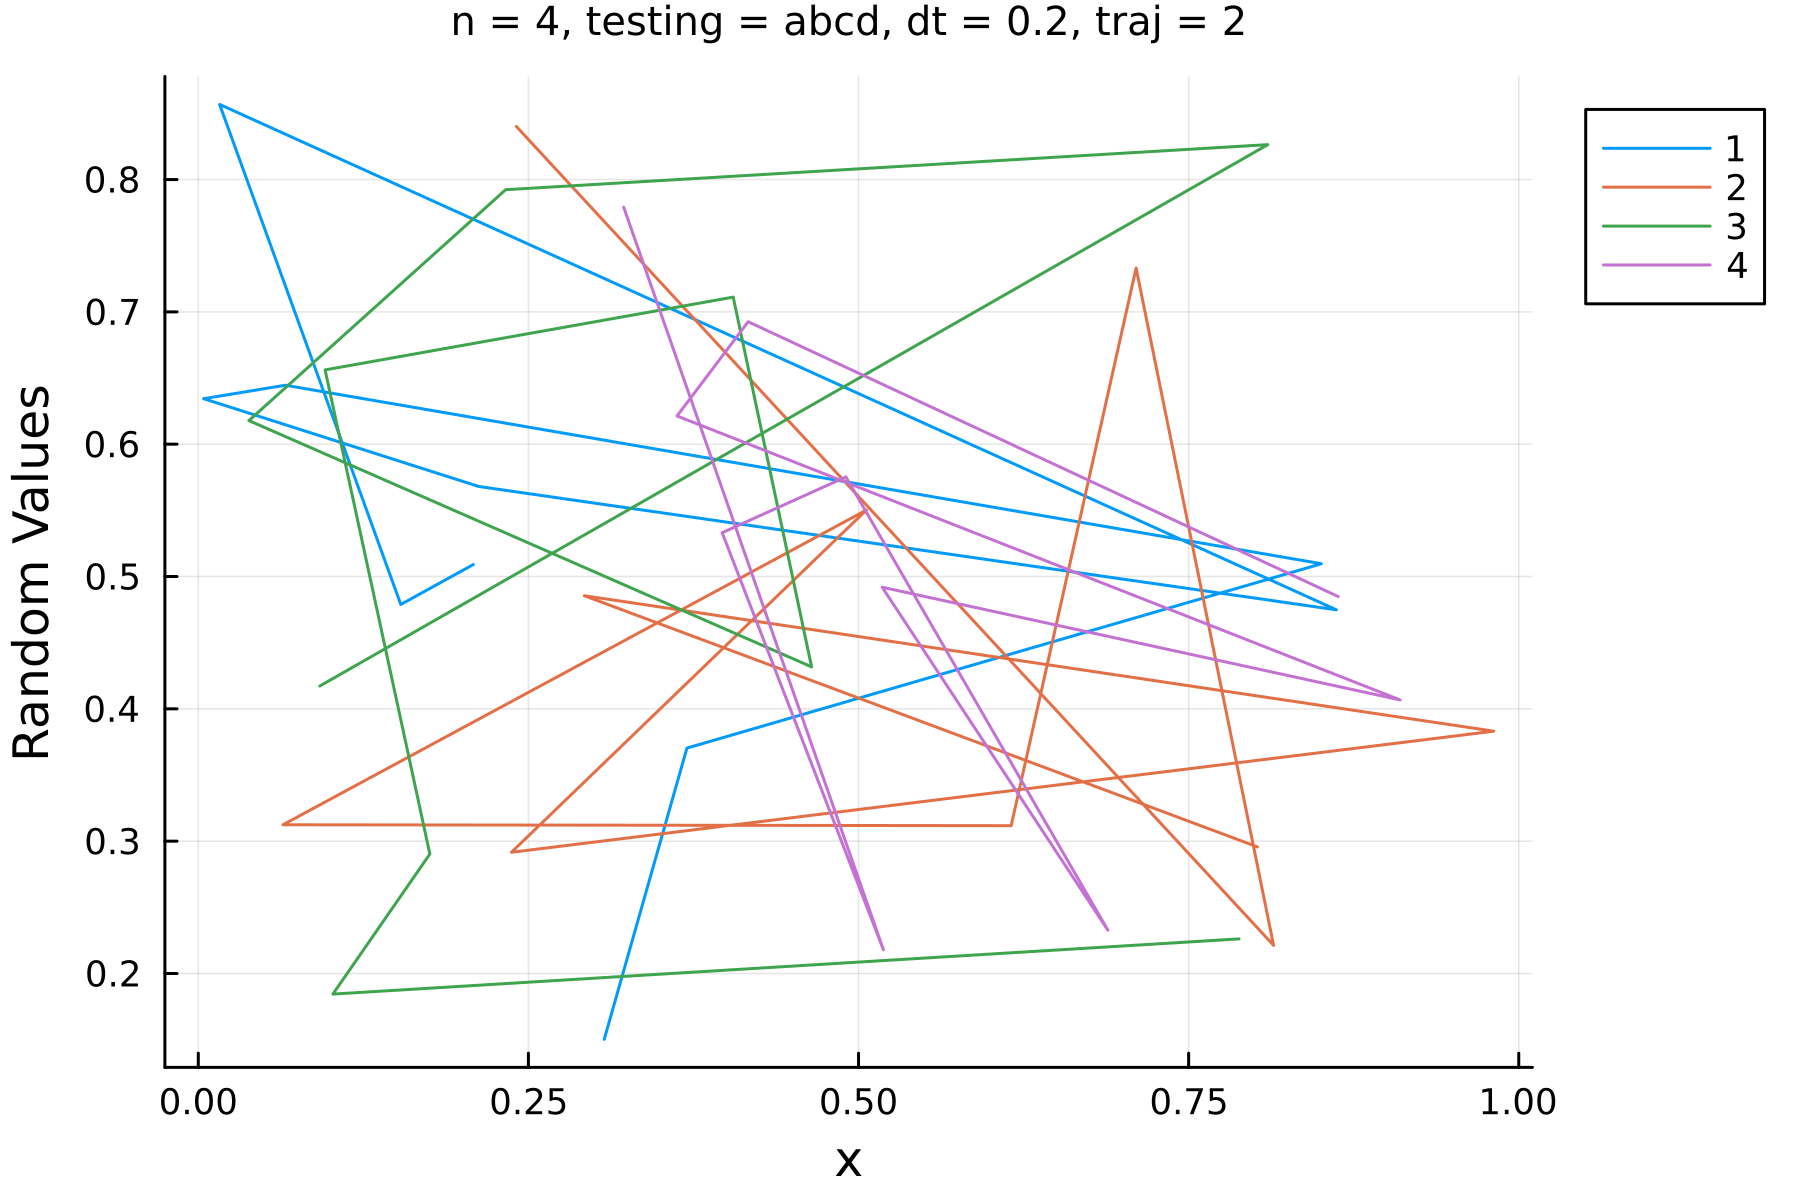 n = 4, testing = abcd, dt = 0.2, traj = 2
1
2
3
4
0.8
0.7
0.6
0.5
0.4
0.3
0.2
Random Values
0.00 0.25 0.50 0.75 1.00
x